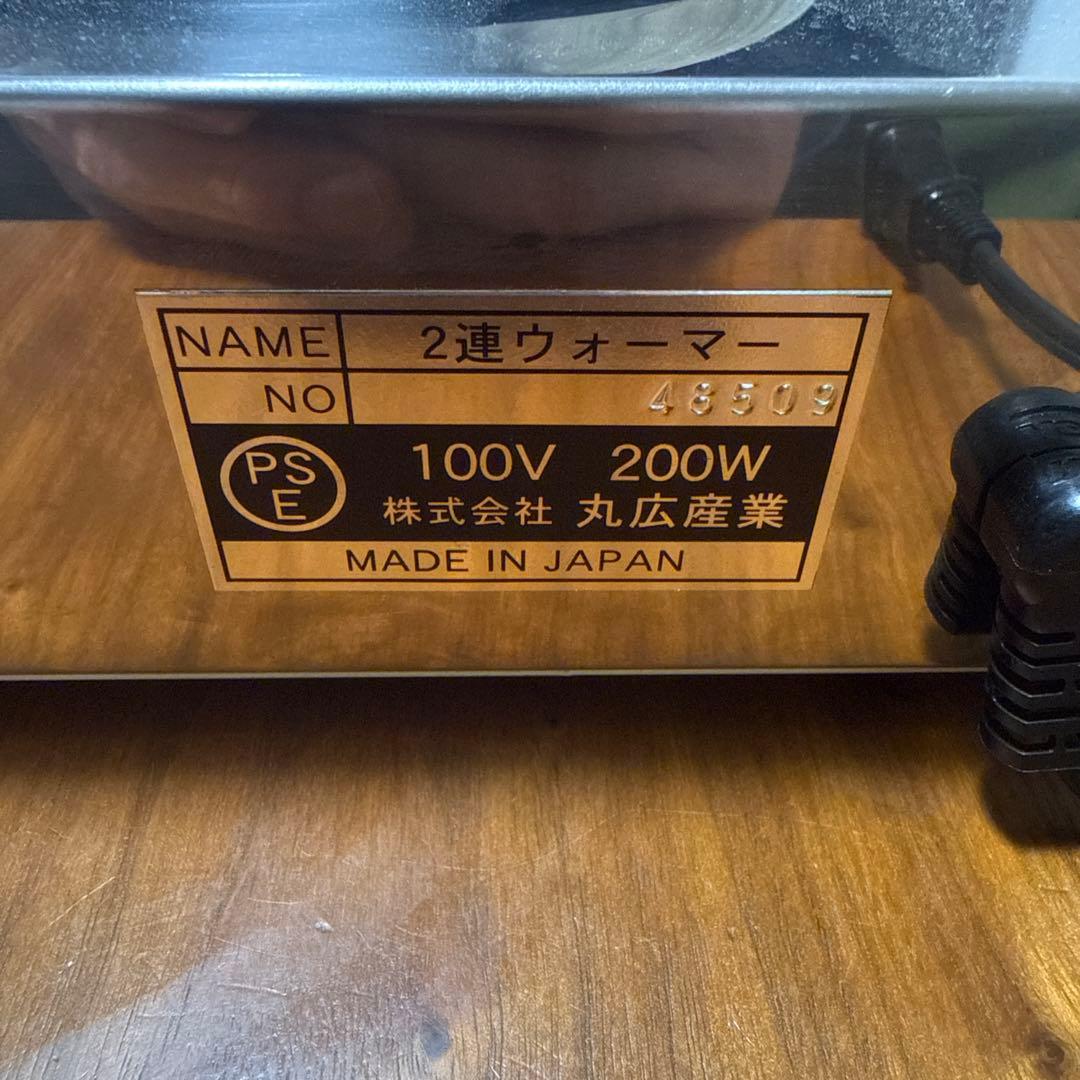 NAME 2連ウォーマー
NO 48509
PS
E
100V 200W
株式会社 丸広産業
MADE IN JAPAN